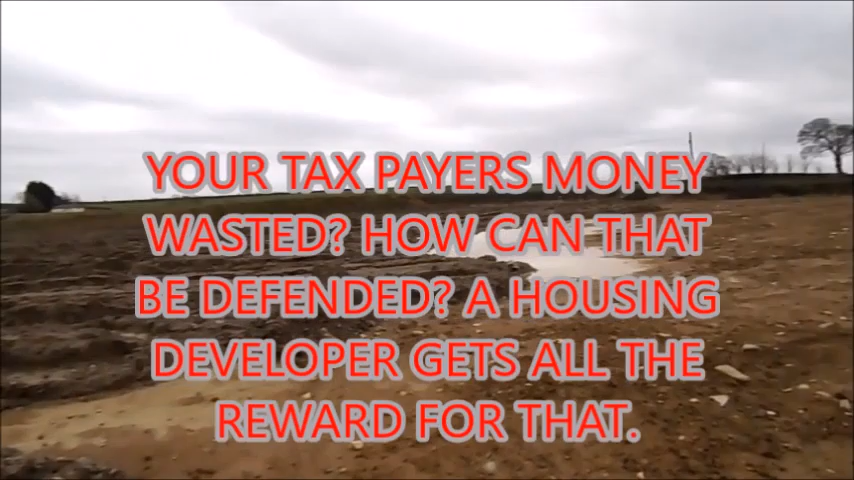 YOUR TAX PAYERS MONEY
WASTED? HOW CAN THAT
BE DEFENDED? A HOUSING
DEVELOPER GETS ALL THE
REWARD FOR THAT.